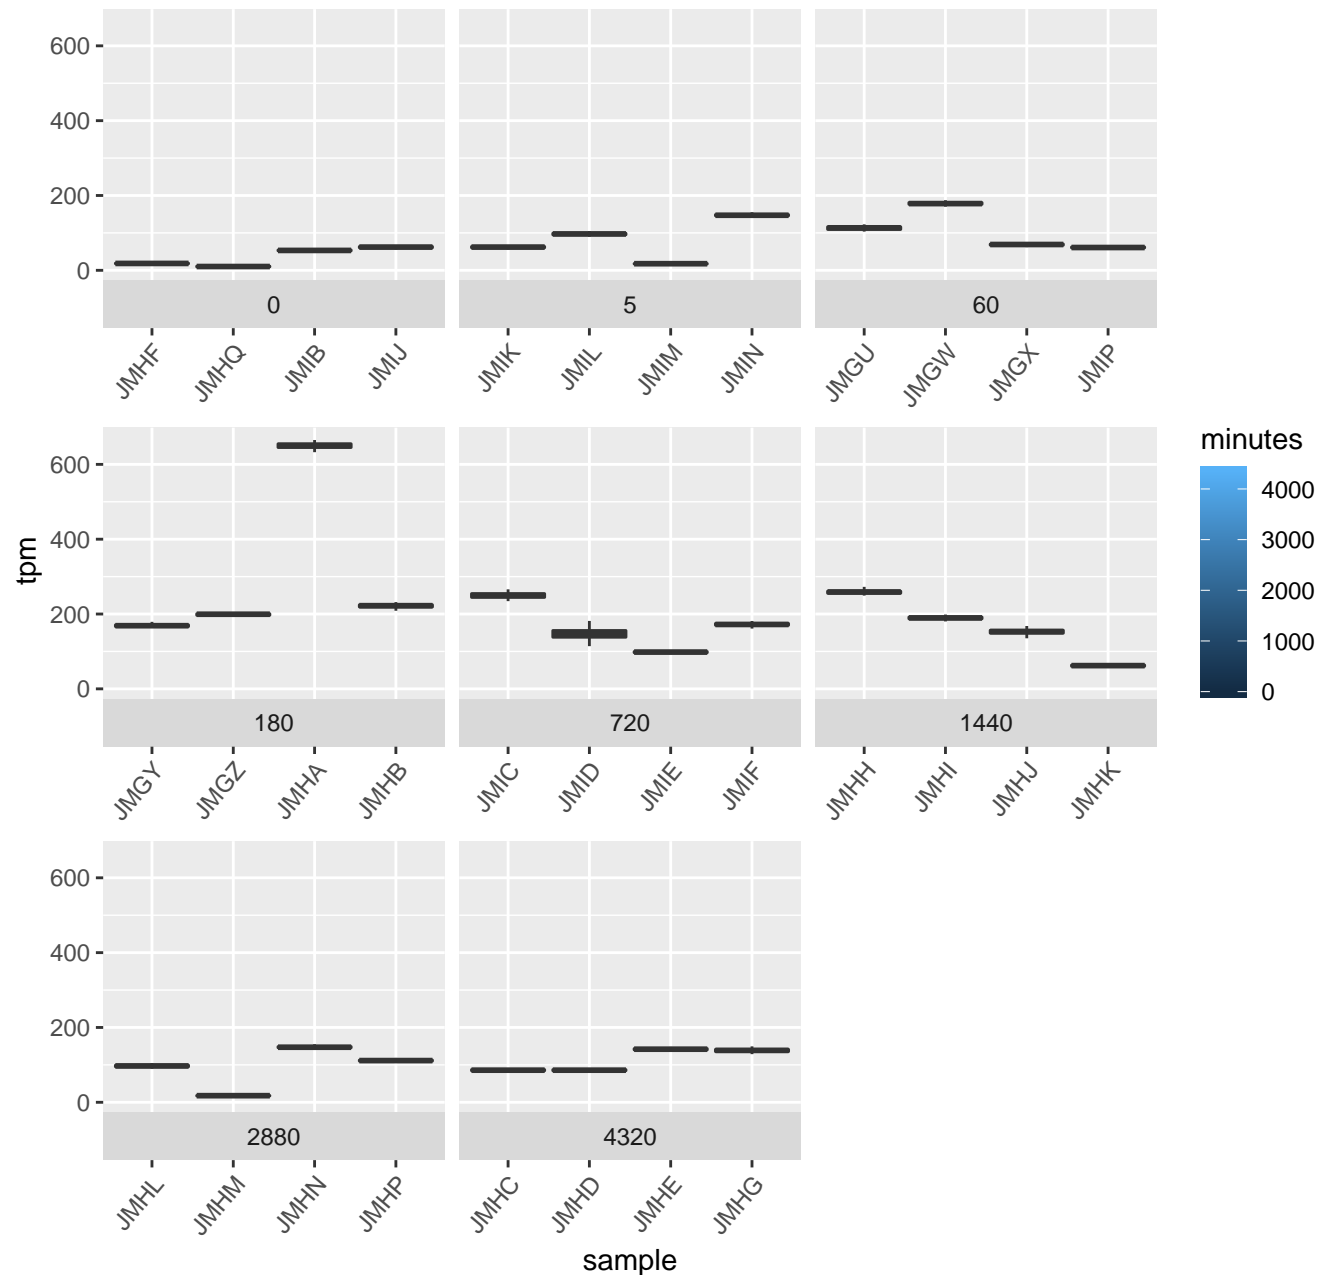 600
400
200
0
0
5
60
JMHF
JMHQ
JMIB
JMIJ
JMIK
JMIL
JMIM
JMIN
JMGU
JMGW
JMGX
JMIP
tpm
600
400
200
0
180
720
1440
JMGY
JMGZ
JMHA
JMHB
JMIC
JMID
JMIE
JMIF
JMHH
JMHI
JMHJ
JMHK
minutes
4000
3000
2000
1000
0
600
400
200
0
2880
4320
JMHL
JMHM
JMHN
JMHP
JMHC
JMHD
JMHE
JMHG
sample